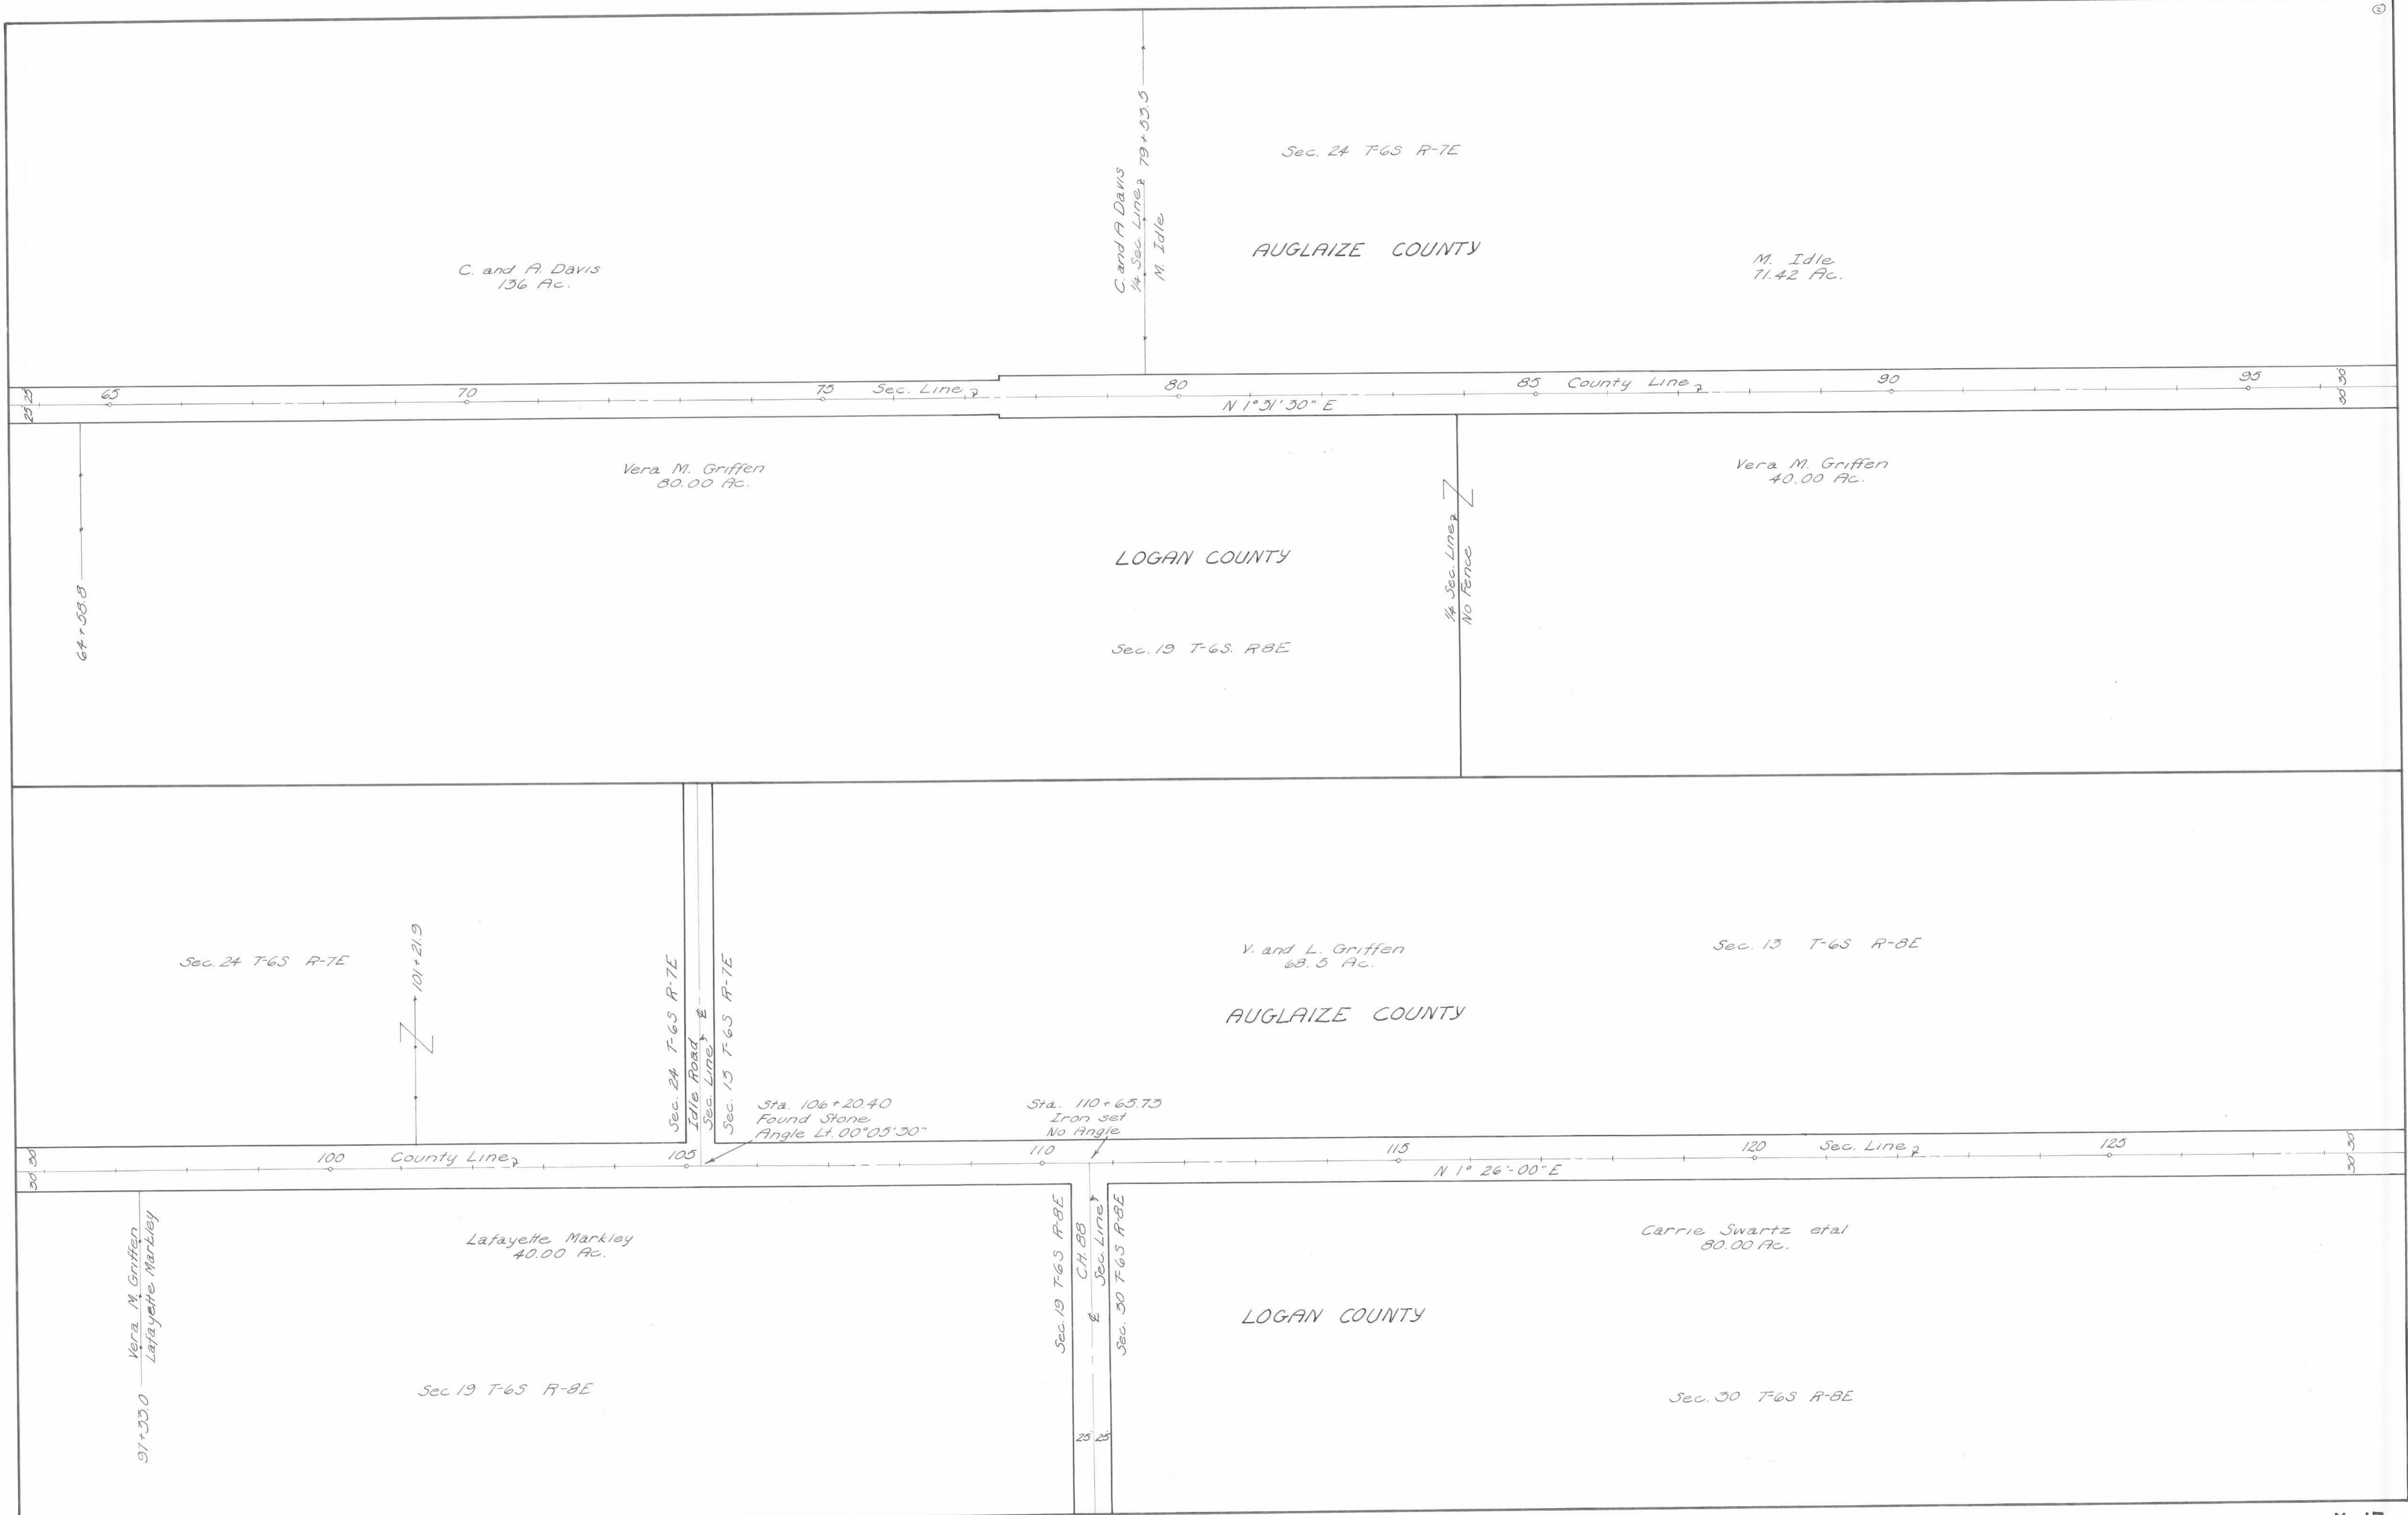 2
C. and A Davis
1/4 Sec. Line 79+53.5
M. Idle
Sec. 24 T-6S R-7E
AUGLAIZE COUNTY
C. and A. Davis
136 Ac.
M. Idle
71.42 Ac.
25 25
65 70 75 Sec. Line 80 85 County Line 90 95
30 30
N 1° 31' 30" E
Vera M. Griffen
80.00 Ac.
Vera M. Griffen
40.00 Ac.
64+58.8
LOGAN COUNTY
1/4 Sec. Line
No Fence
Sec. 19 T-6S. R8E
Sec. 24 T-6S R-7E
101+21.9
Sec. 24 T-6S R-7E
Idle Road
Sec. Line
Sec. 13 T-6S R-7E
V. and L. Griffen
68.5 Ac.
Sec. 13 T-6S R-8E
AUGLAIZE COUNTY
Sta. 106+20.40
Found Stone
Angle Lt. 00°05'30"
Sta. 110+65.73
Iron set
No Angle
30 30
100 County Line 105 110 115 120 Sec. Line 125
30 30
N 1° 26'-00" E
97+33.0 Vera M. Griffen
Lafayette Markley
Lafayette Markley
40.00 Ac.
Sec. 19 T-6S R-8E
C.H. 88
Sec. Line
Sec. 30 T-6S R-8E
Carrie Swartz etal
80.00 Ac.
LOGAN COUNTY
Sec 19 T-6S R-8E
Sec. 30 T-6S R-8E
25 25